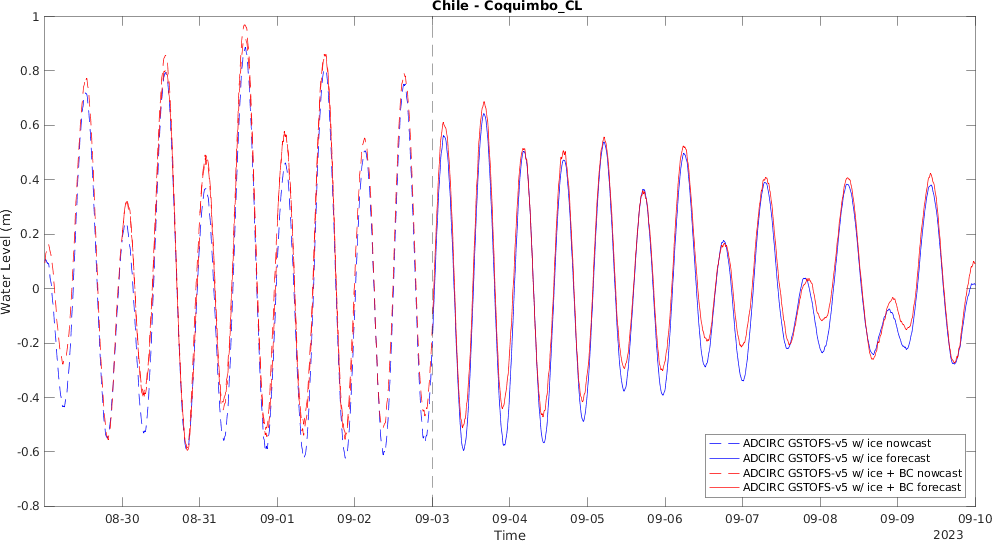 Chile - Coquimbo_CL
Water Level (m)
1
0.8
0.6
0.4
0.2
0
-0.2
-0.4
-0.6
-0.8
ADCIRC GSTOFS-v5 w/ ice nowcast
ADCIRC GSTOFS-v5 w/ ice forecast
ADCIRC GSTOFS-v5 w/ ice + BC nowcast
ADCIRC GSTOFS-v5 w/ ice + BC forecast
08-30 08-31 09-01 09-02 09-03 09-04 09-05 09-06 09-07 09-08 09-09 09-10
Time
2023